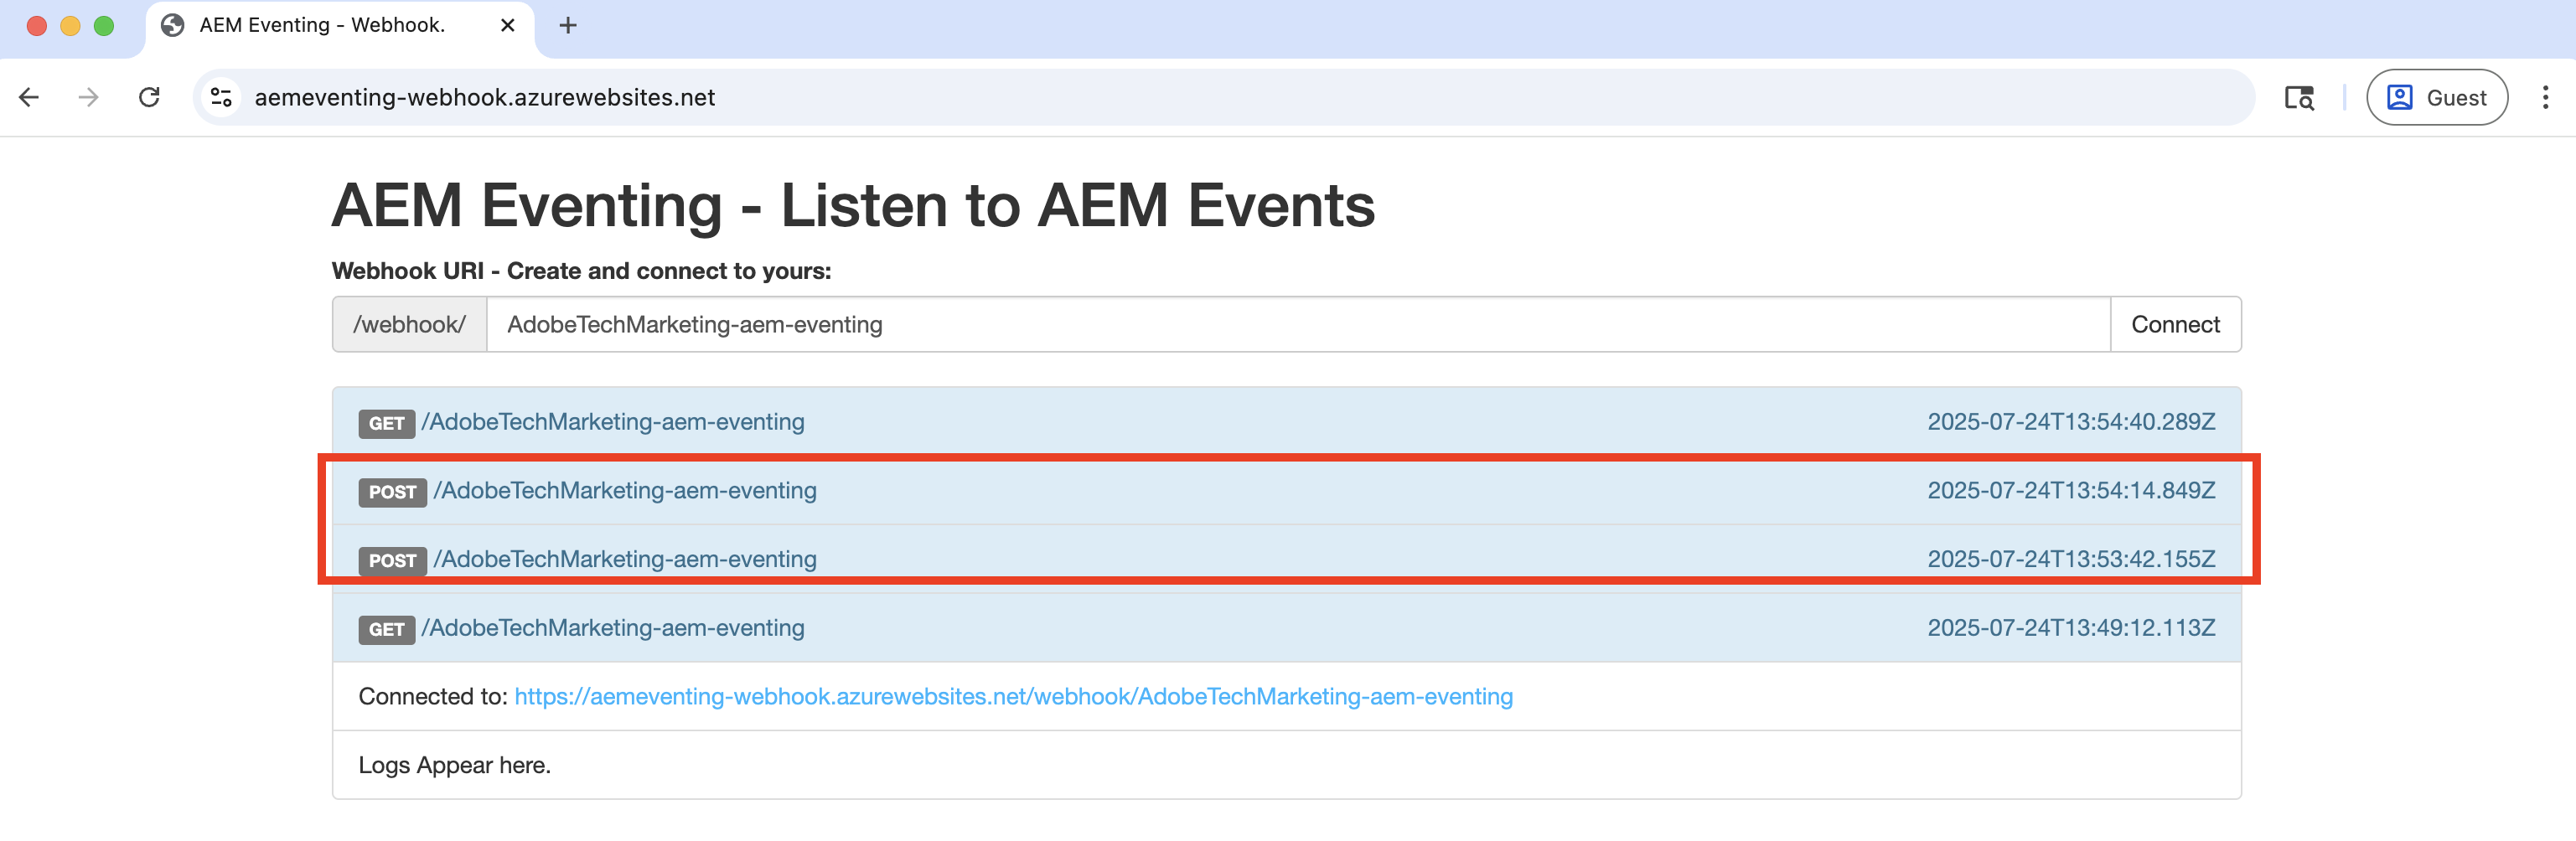 AEM Eventing - Webhook.
aemeventing-webhook.azurewebsites.net
Guest
AEM Eventing - Listen to AEM Events
Webhook URI - Create and connect to yours:
/webhook/ AdobeTechMarketing-aem-eventing Connect
GET /AdobeTechMarketing-aem-eventing 2025-07-24T13:54:40.289Z
POST /AdobeTechMarketing-aem-eventing 2025-07-24T13:54:14.849Z
POST /AdobeTechMarketing-aem-eventing 2025-07-24T13:53:42.155Z
GET /AdobeTechMarketing-aem-eventing 2025-07-24T13:49:12.113Z
Connected to: https://aemeventing-webhook.azurewebsites.net/webhook/AdobeTechMarketing-aem-eventing
Logs Appear here.